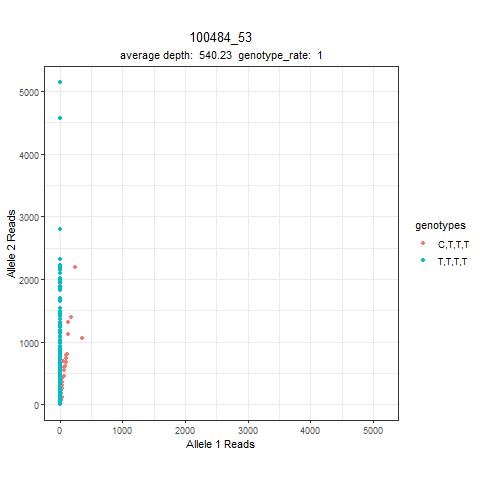 100484_53
average depth:  540.23  genotype_rate:  1
Allele 2 Reads
5000
4000
3000
2000
1000
0
0 1000 2000 3000 4000 5000
Allele 1 Reads
genotypes
C,T,T,T
T,T,T,T